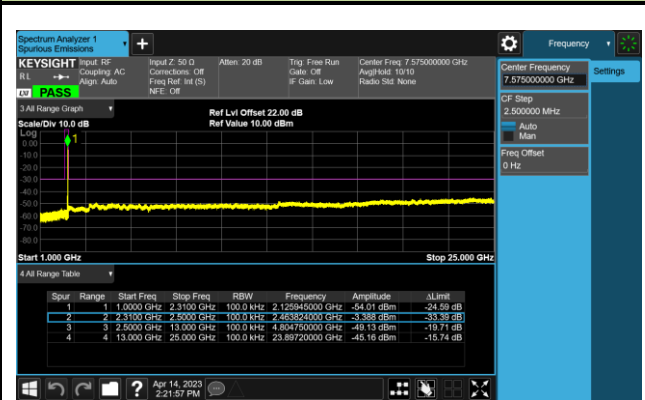 Spectrum Analyzer 1
Spurious Emissions
Frequency
KEYSIGHT Input: RF Input Z: 50 Ω Atten: 20 dB Trig: Free Run Center Freq: 7.575000000 GHz
RL Coupling: AC Corrections: Off Gate: Off Avg|Hold: 10/10
Align: Auto Freq Ref: Int (S) IF Gain: Low Radio Std: None
NFE: Off
LXI PASS
3 All Range Graph
Ref Lvl Offset 22.00 dB
Scale/Div 10.0 dB Ref Value 10.00 dBm
Log
1
0.00
-10.0
-20.0
-30.0
-40.0
-50.0
-60.0
-70.0
-80.0
Start 1.000 GHz Stop 25.000 GHz
4 All Range Table
Spur Range Start Freq Stop Freq RBW Frequency Amplitude ΔLimit
1 1 1.0000 GHz 2.3100 GHz 100.0 kHz 2.125945000 GHz -54.01 dBm -24.59 dB
2 2 2.3100 GHz 2.5000 GHz 100.0 kHz 2.463824000 GHz -3.388 dBm -33.39 dB
3 3 2.5000 GHz 13.000 GHz 100.0 kHz 4.804750000 GHz -49.13 dBm -19.71 dB
4 4 13.000 GHz 25.000 GHz 100.0 kHz 23.89720000 GHz -45.16 dBm -15.74 dB
Center Frequency
7.575000000 GHz
Settings
CF Step
2.500000 MHz
Auto
Man
Freq Offset
0 Hz
? Apr 14, 2023
2:21:57 PM